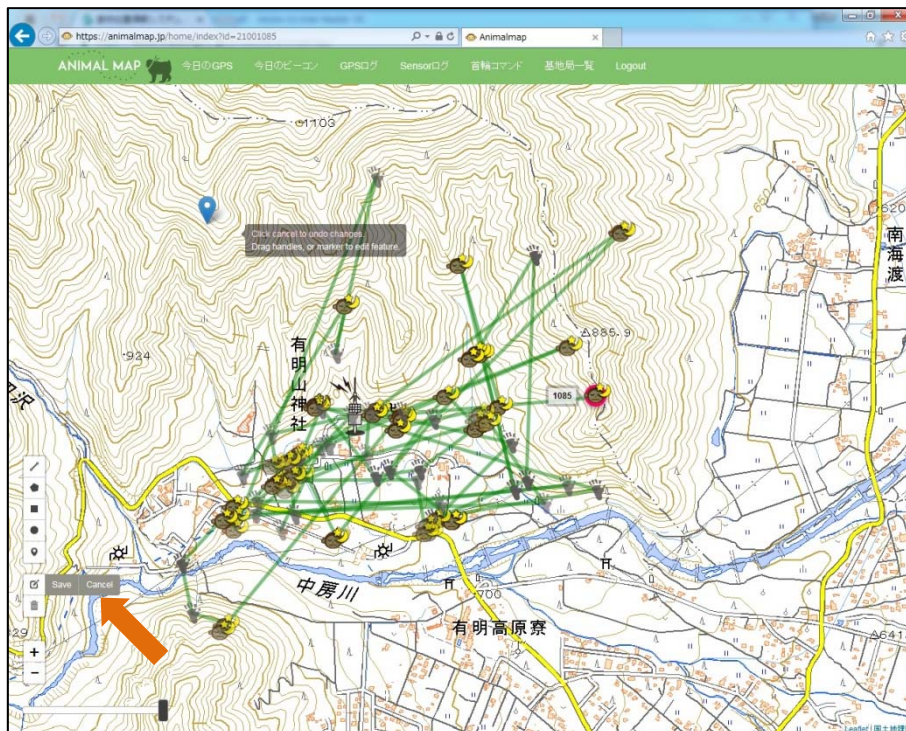 https://animalmap.jp/home/index?id=21001085
Animalmap
ANIMAL MAP
今日のGPS
今日のビーコン
GPSログ
Sensorログ
首輪コマンド
基地局一覧
Logout
1103
Click cancel to undo changes.
Drag handles, or marker to edit feature.
650
620
南海渡
885.9
924
有明山神社
1085
Save
Cancel
中房川
700
有明高原寮
641
+
-